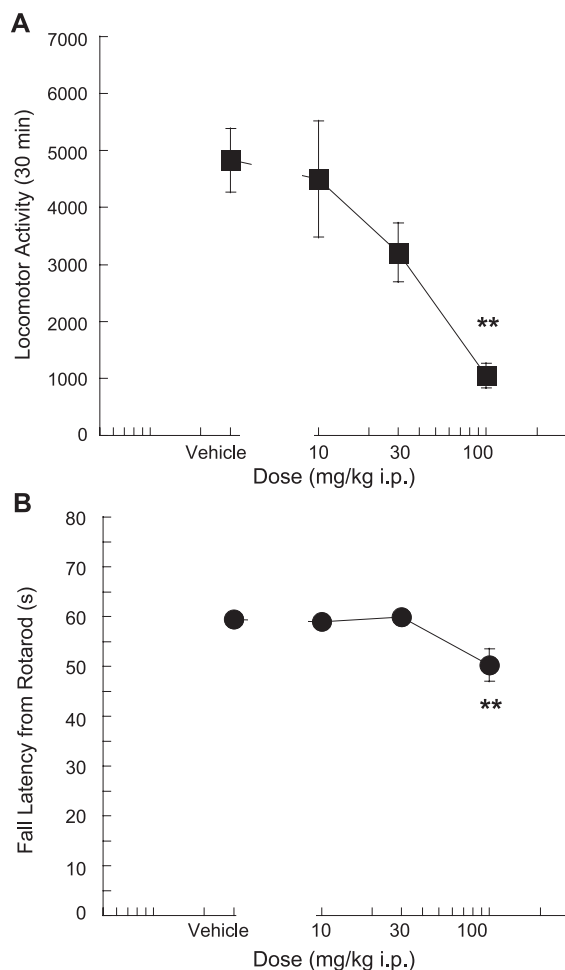 A
7000
6000
5000
4000
3000
2000
1000
0
Locomotor Activity (30 min)
**
Vehicle 10 30 100
Dose (mg/kg i.p.)
B
80
70
60
50
40
30
20
10
0
Fall Latency from Rotarod (s)
**
Vehicle 10 30 100
Dose (mg/kg i.p.)